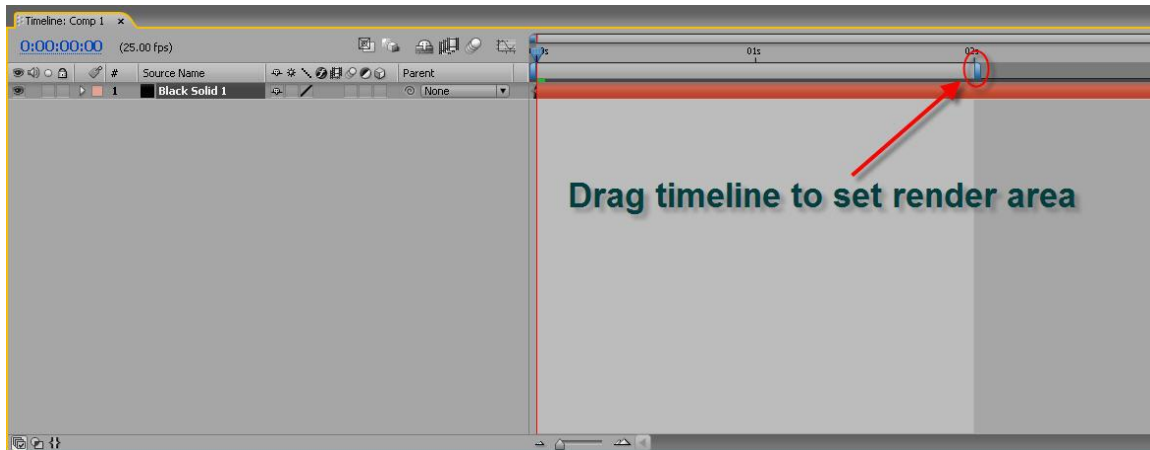 Timeline: Comp 1 x
0:00:00:00 (25.00 fps)
01s 02s
# Source Name Parent
1 Black Solid 1 None
Drag timeline to set render area